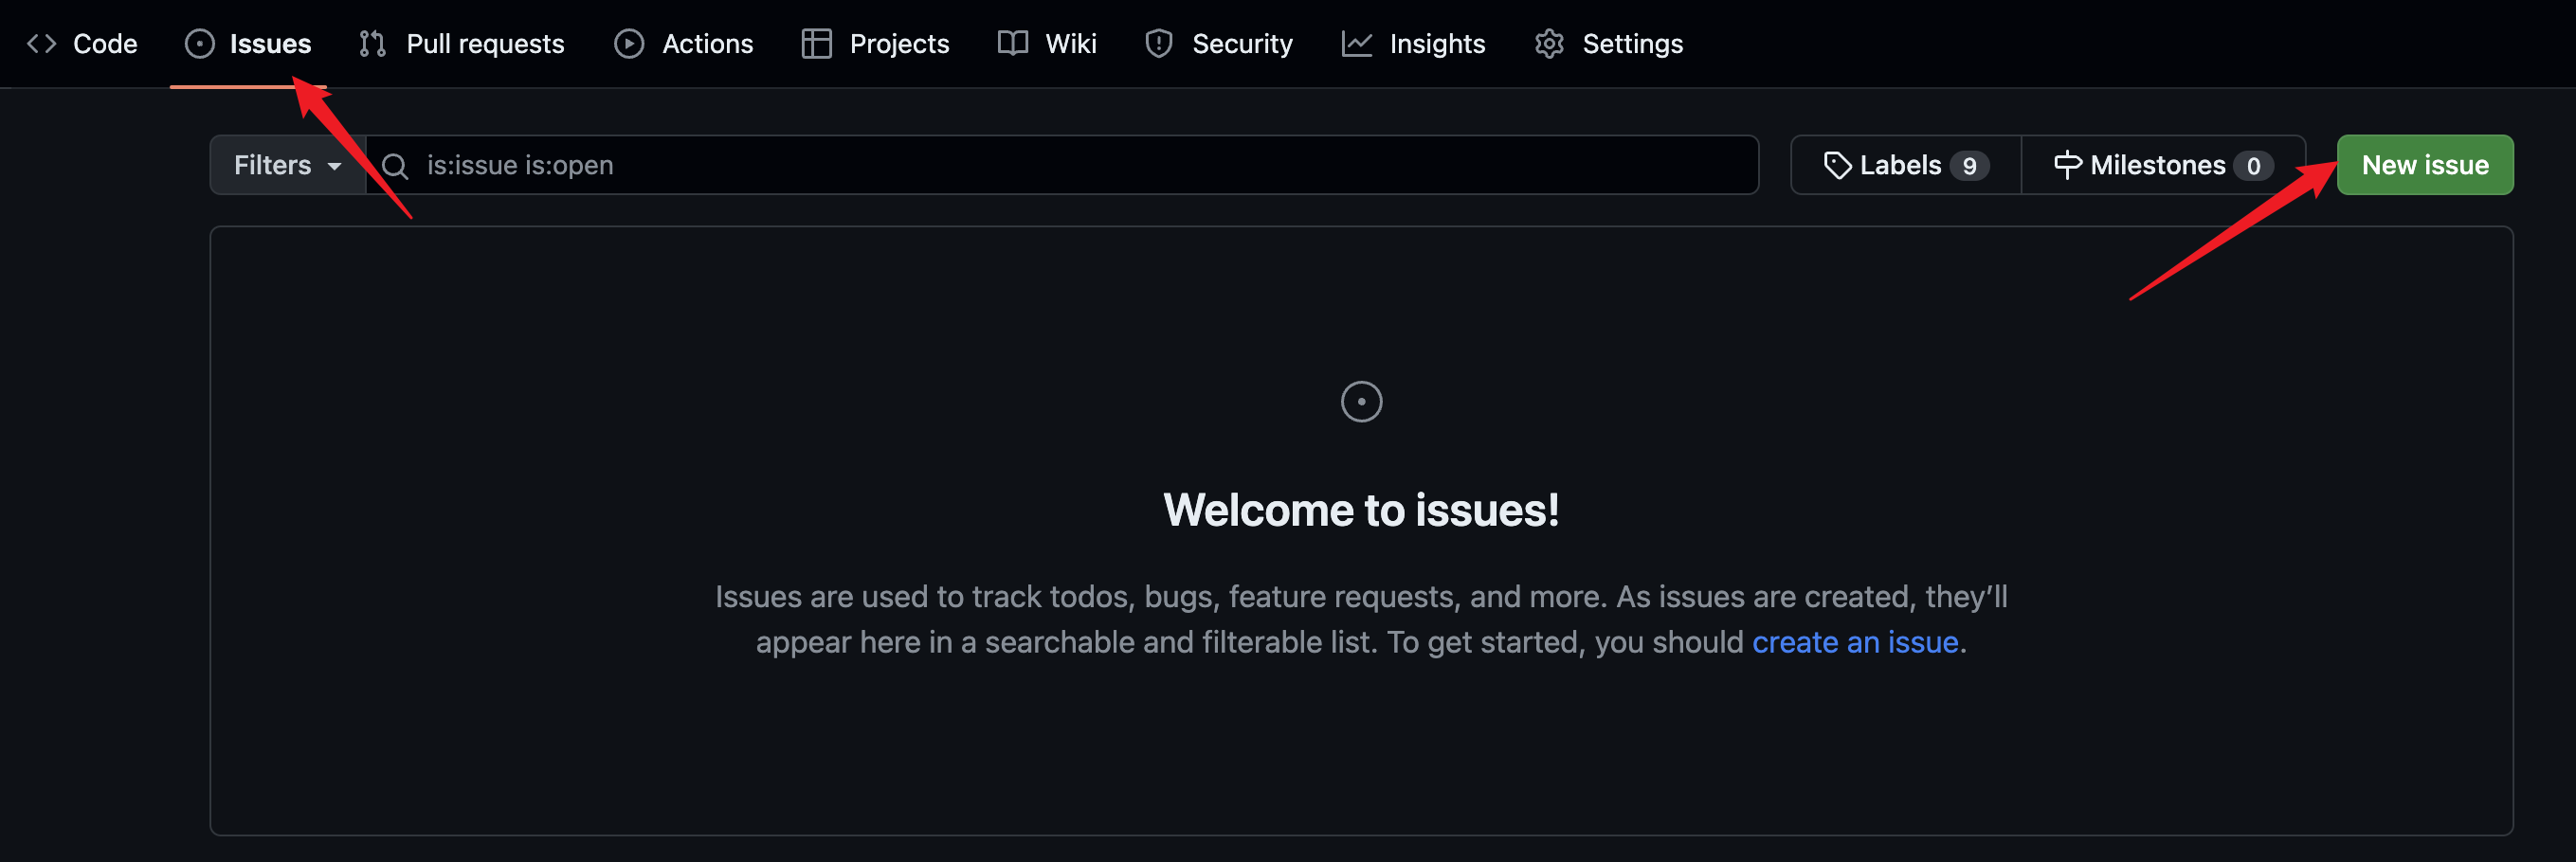 Code Issues Pull requests Actions Projects Wiki Security Insights Settings
Filters is:issue is:open Labels 9 Milestones 0 New issue
Welcome to issues!
Issues are used to track todos, bugs, feature requests, and more. As issues are created, they’ll
appear here in a searchable and filterable list. To get started, you should create an issue.